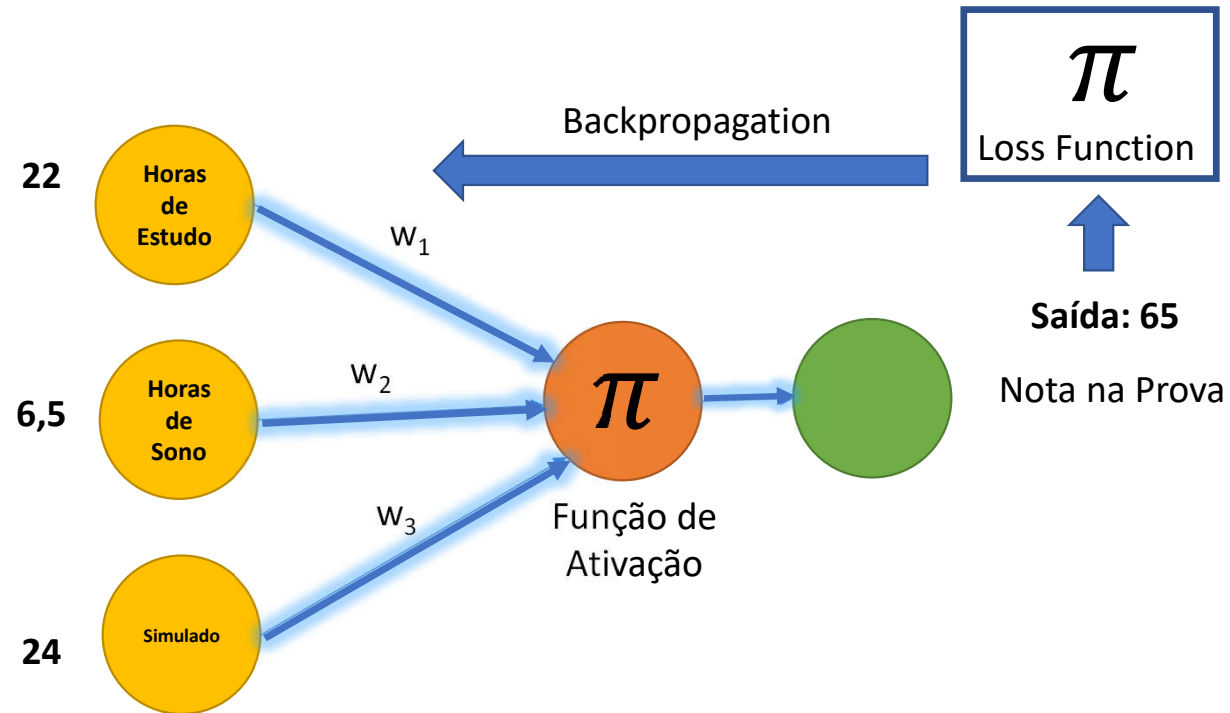 π
Loss Function
Backpropagation
22
Horas
de
Estudo
w₁
Saída: 65
Nota na Prova
6,5
Horas
de
Sono
w₂
π
Função de
Ativação
w₃
24
Simulado